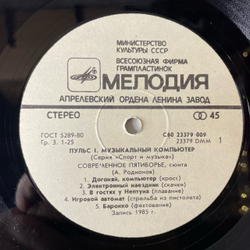 МИНИСТЕРСТВО
КУЛЬТУРЫ СССР
ВСЕСОЮЗНАЯ ФИРМА
ГРАМПЛАСТИНОК
МЕЛОДИЯ
АПРЕЛЕВСКИЙ ОРДЕНА ЛЕНИНА ЗАВОД
СТЕРЕО 45
ГОСТ 5289-80 С60 23379 009
Гр. 3. 1-25 23379 DMM 1
ПУЛЬС 1. МУЗЫКАЛЬНЫЙ КОМПЬЮТЕР
(Серия "Спорт и музыка")
СОВРЕМЕННОЕ ПЯТИБОРЬЕ, сюита
(А. Родионов)
1. Догоняй, компьютер (кросс)
2. Электронный наездник (скачки)
3. В гостях у Нептуна (плавание)
4. Игровой автомат (стрельба из пистолета)
5. Барокко (фехтование)
Запись 1985 г.